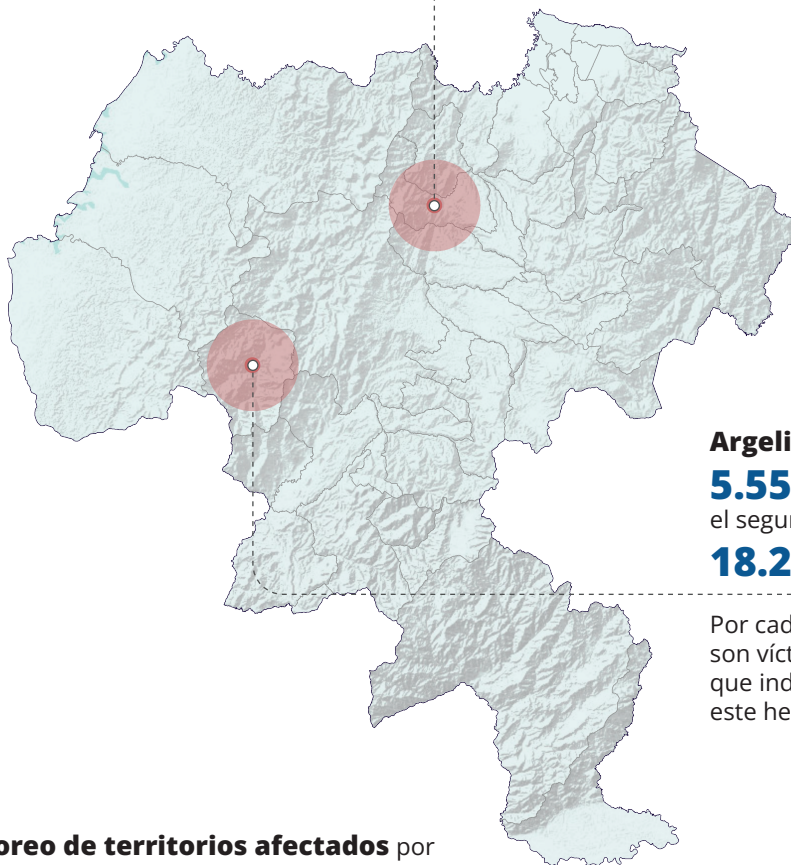 Argeli
5.55
el segu
18.2
Por cad
son víct
que ind
este he
oreo de territorios afectados por